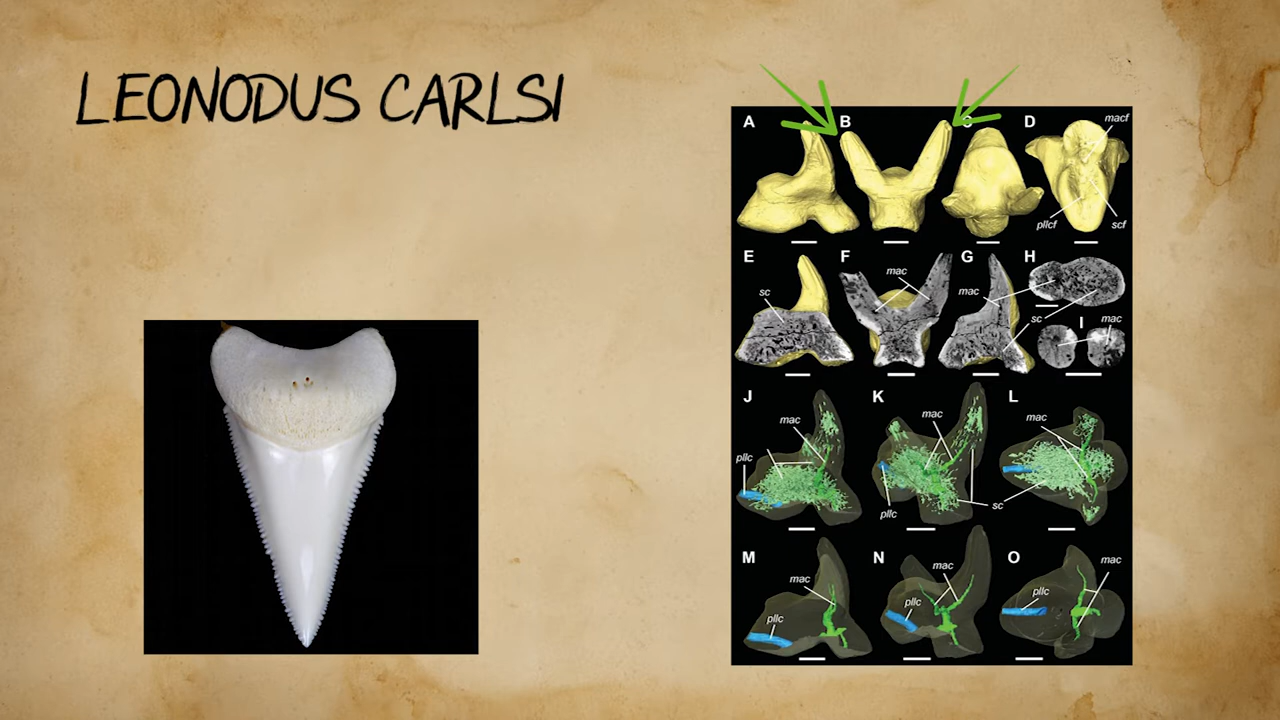 LEONODUS CARLSI
A B C D macf
pllcf scf
E F G H
mac
sc mac
sc I mac
J K L
mac mac mac
pllc
pllc sc
M N O
mac mac mac
pllc pllc pllc